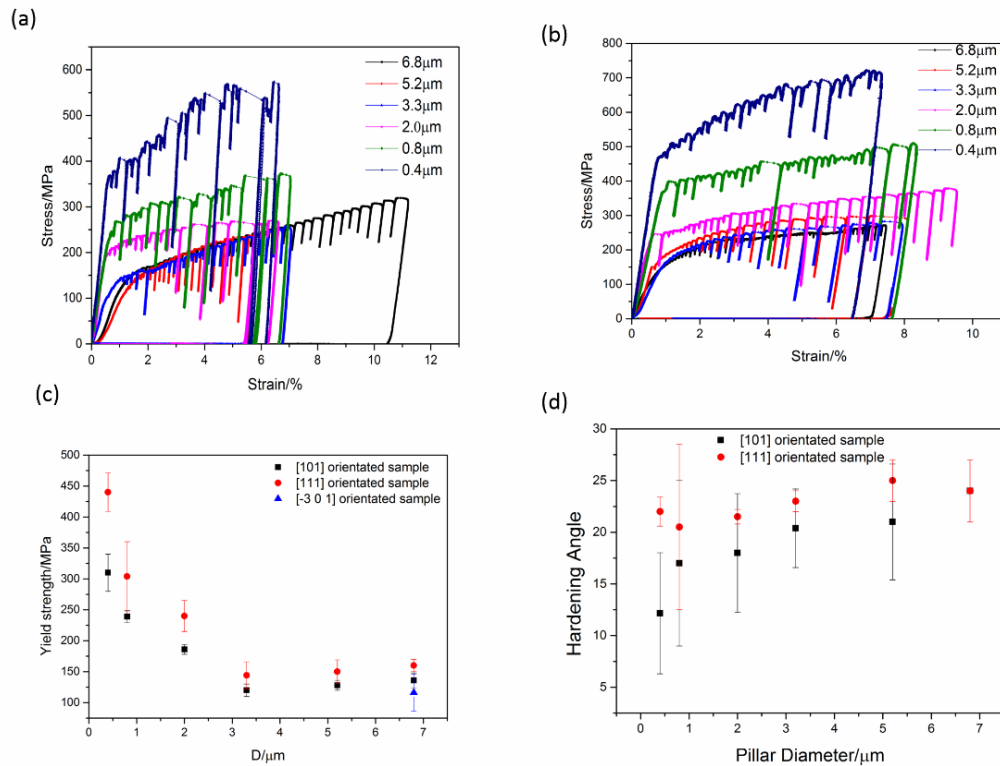 (a)
600
500
400
300
200
100
0
Stress/MPa
6.8μm
5.2μm
3.3μm
2.0μm
0.8μm
0.4μm
0 2 4 6 8 10 12
Strain/%
(b)
800
700
600
500
400
300
200
100
0
Stress/MPa
6.8μm
5.2μm
3.3μm
2.0μm
0.8μm
0.4μm
0 2 4 6 8 10
Strain/%
(c)
500
450
400
350
300
250
200
150
100
Yield strength/MPa
[101] orientated sample
[111] orientated sample
[-3 0 1] orientated sample
0 1 2 3 4 5 6 7
D/μm
(d)
30
25
20
15
10
5
Hardening Angle
[101] orientated sample
[111] orientated sample
0 1 2 3 4 5 6 7
Pillar Diameter/μm